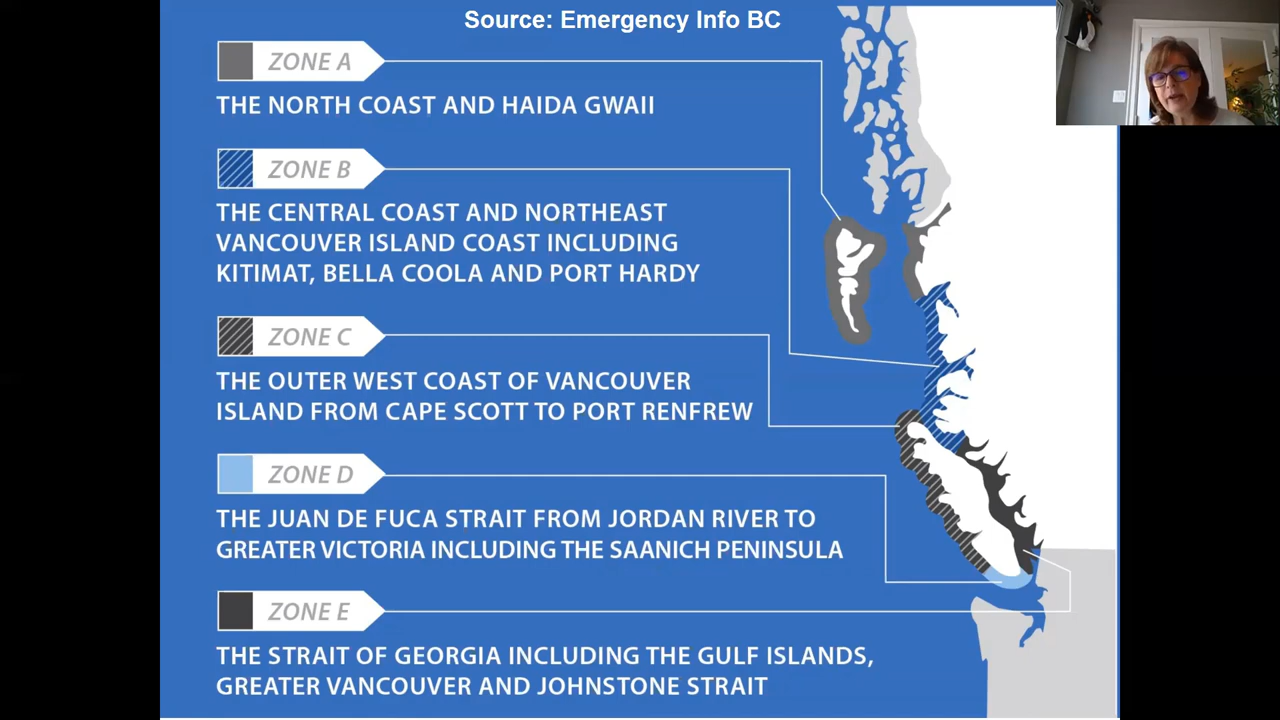 Source: Emergency Info BC
ZONE A
THE NORTH COAST AND HAIDA GWAII
ZONE B
THE CENTRAL COAST AND NORTHEAST
VANCOUVER ISLAND COAST INCLUDING
KITIMAT, BELLA COOLA AND PORT HARDY
ZONE C
THE OUTER WEST COAST OF VANCOUVER
ISLAND FROM CAPE SCOTT TO PORT RENFREW
ZONE D
THE JUAN DE FUCA STRAIT FROM JORDAN RIVER TO
GREATER VICTORIA INCLUDING THE SAANICH PENINSULA
ZONE E
THE STRAIT OF GEORGIA INCLUDING THE GULF ISLANDS,
GREATER VANCOUVER AND JOHNSTONE STRAIT